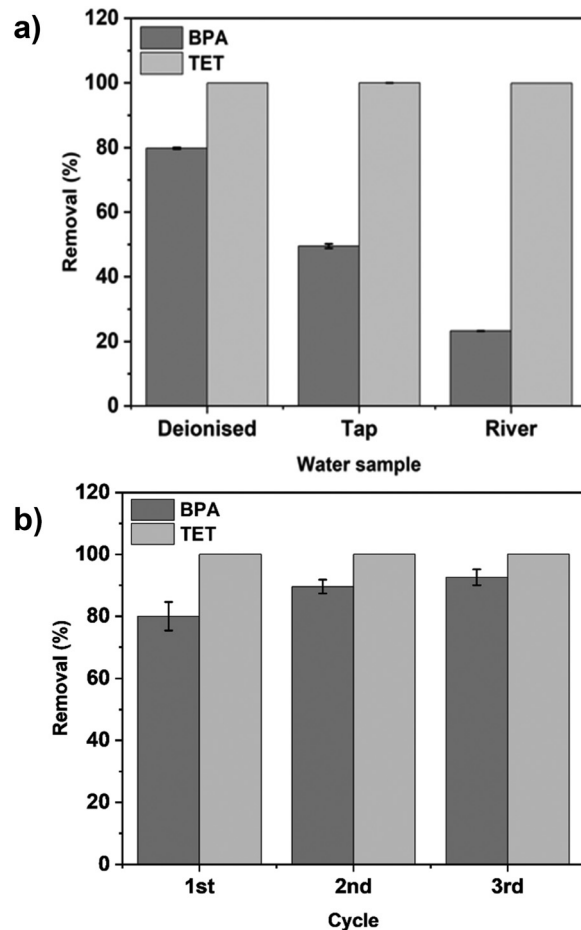 a)
120
BPA
TET
100
80
60
40
20
0
Removal (%)
Deionised Tap River
Water sample
b)
120
BPA
TET
100
80
60
40
20
0
Removal (%)
1st 2nd 3rd
Cycle